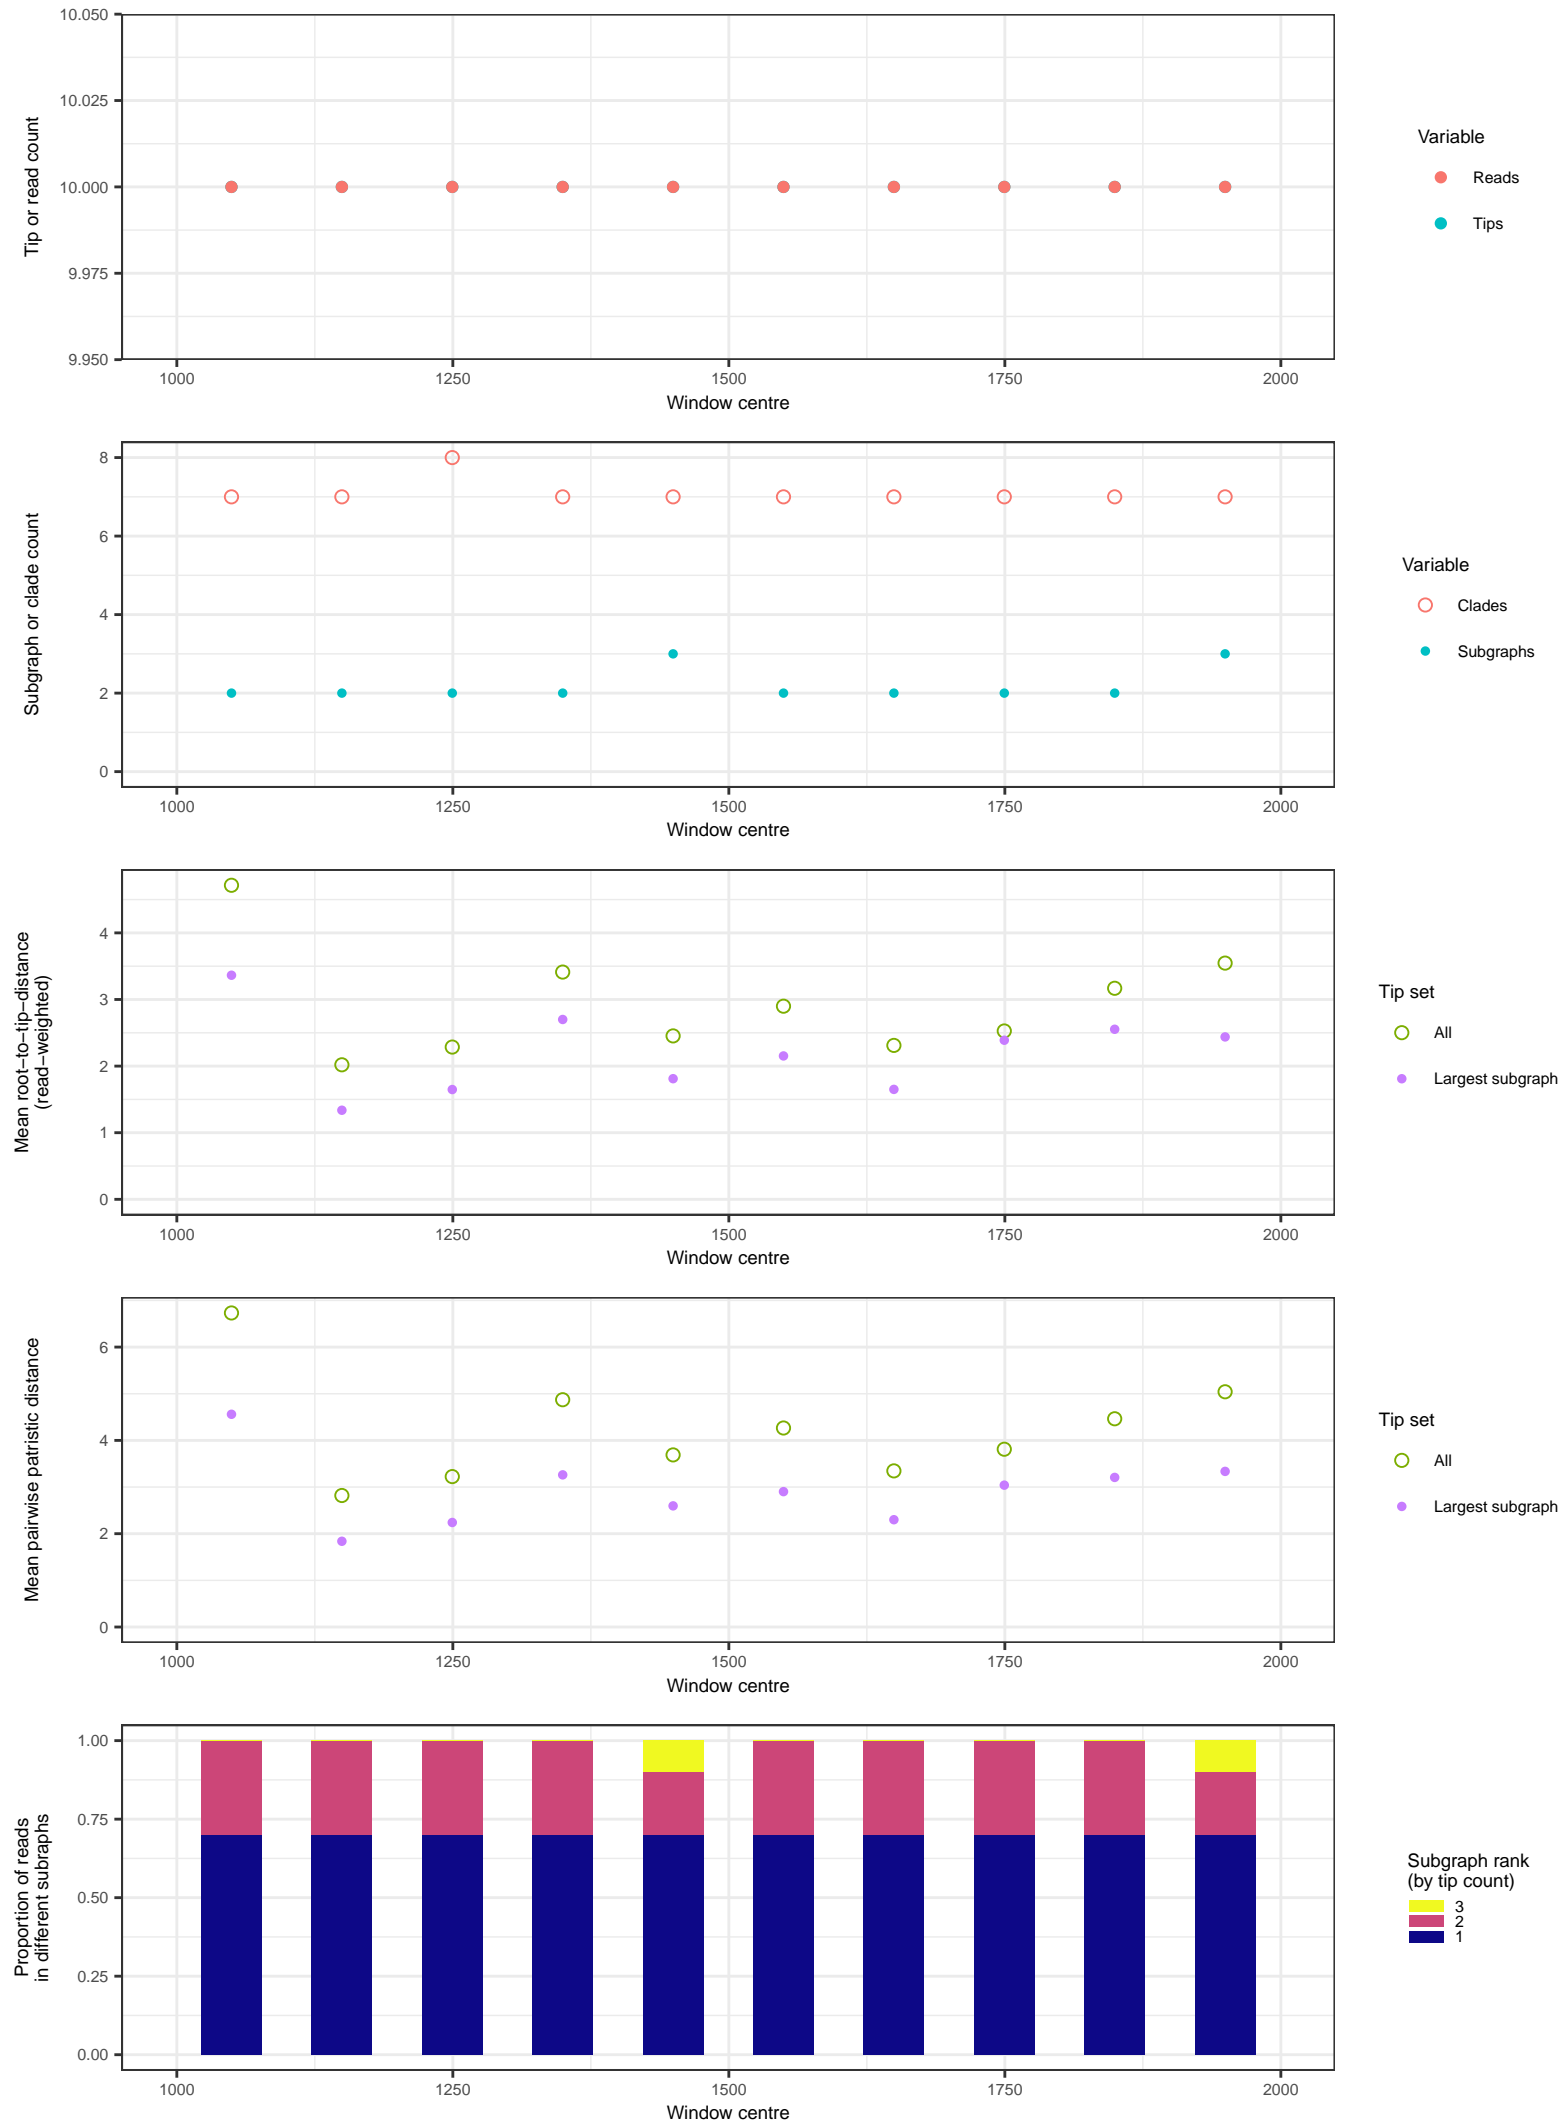 10.050
10.025
10.000
9.975
9.950
Tip or read count
1000 1250 1500 1750 2000
Window centre
Variable
Reads
Tips
8
6
4
2
0
Subgraph or clade count
1000 1250 1500 1750 2000
Window centre
Variable
Clades
Subgraphs
4
3
2
1
0
Mean root−to−tip−distance
(read−weighted)
1000 1250 1500 1750 2000
Window centre
Tip set
All
Largest subgraph
6
4
2
0
Mean pairwise patristic distance
1000 1250 1500 1750 2000
Window centre
Tip set
All
Largest subgraph
1.00
0.75
0.50
0.25
0.00
Proportion of reads
in different subraphs
1000 1250 1500 1750 2000
Window centre
Subgraph rank
(by tip count)
3
2
1